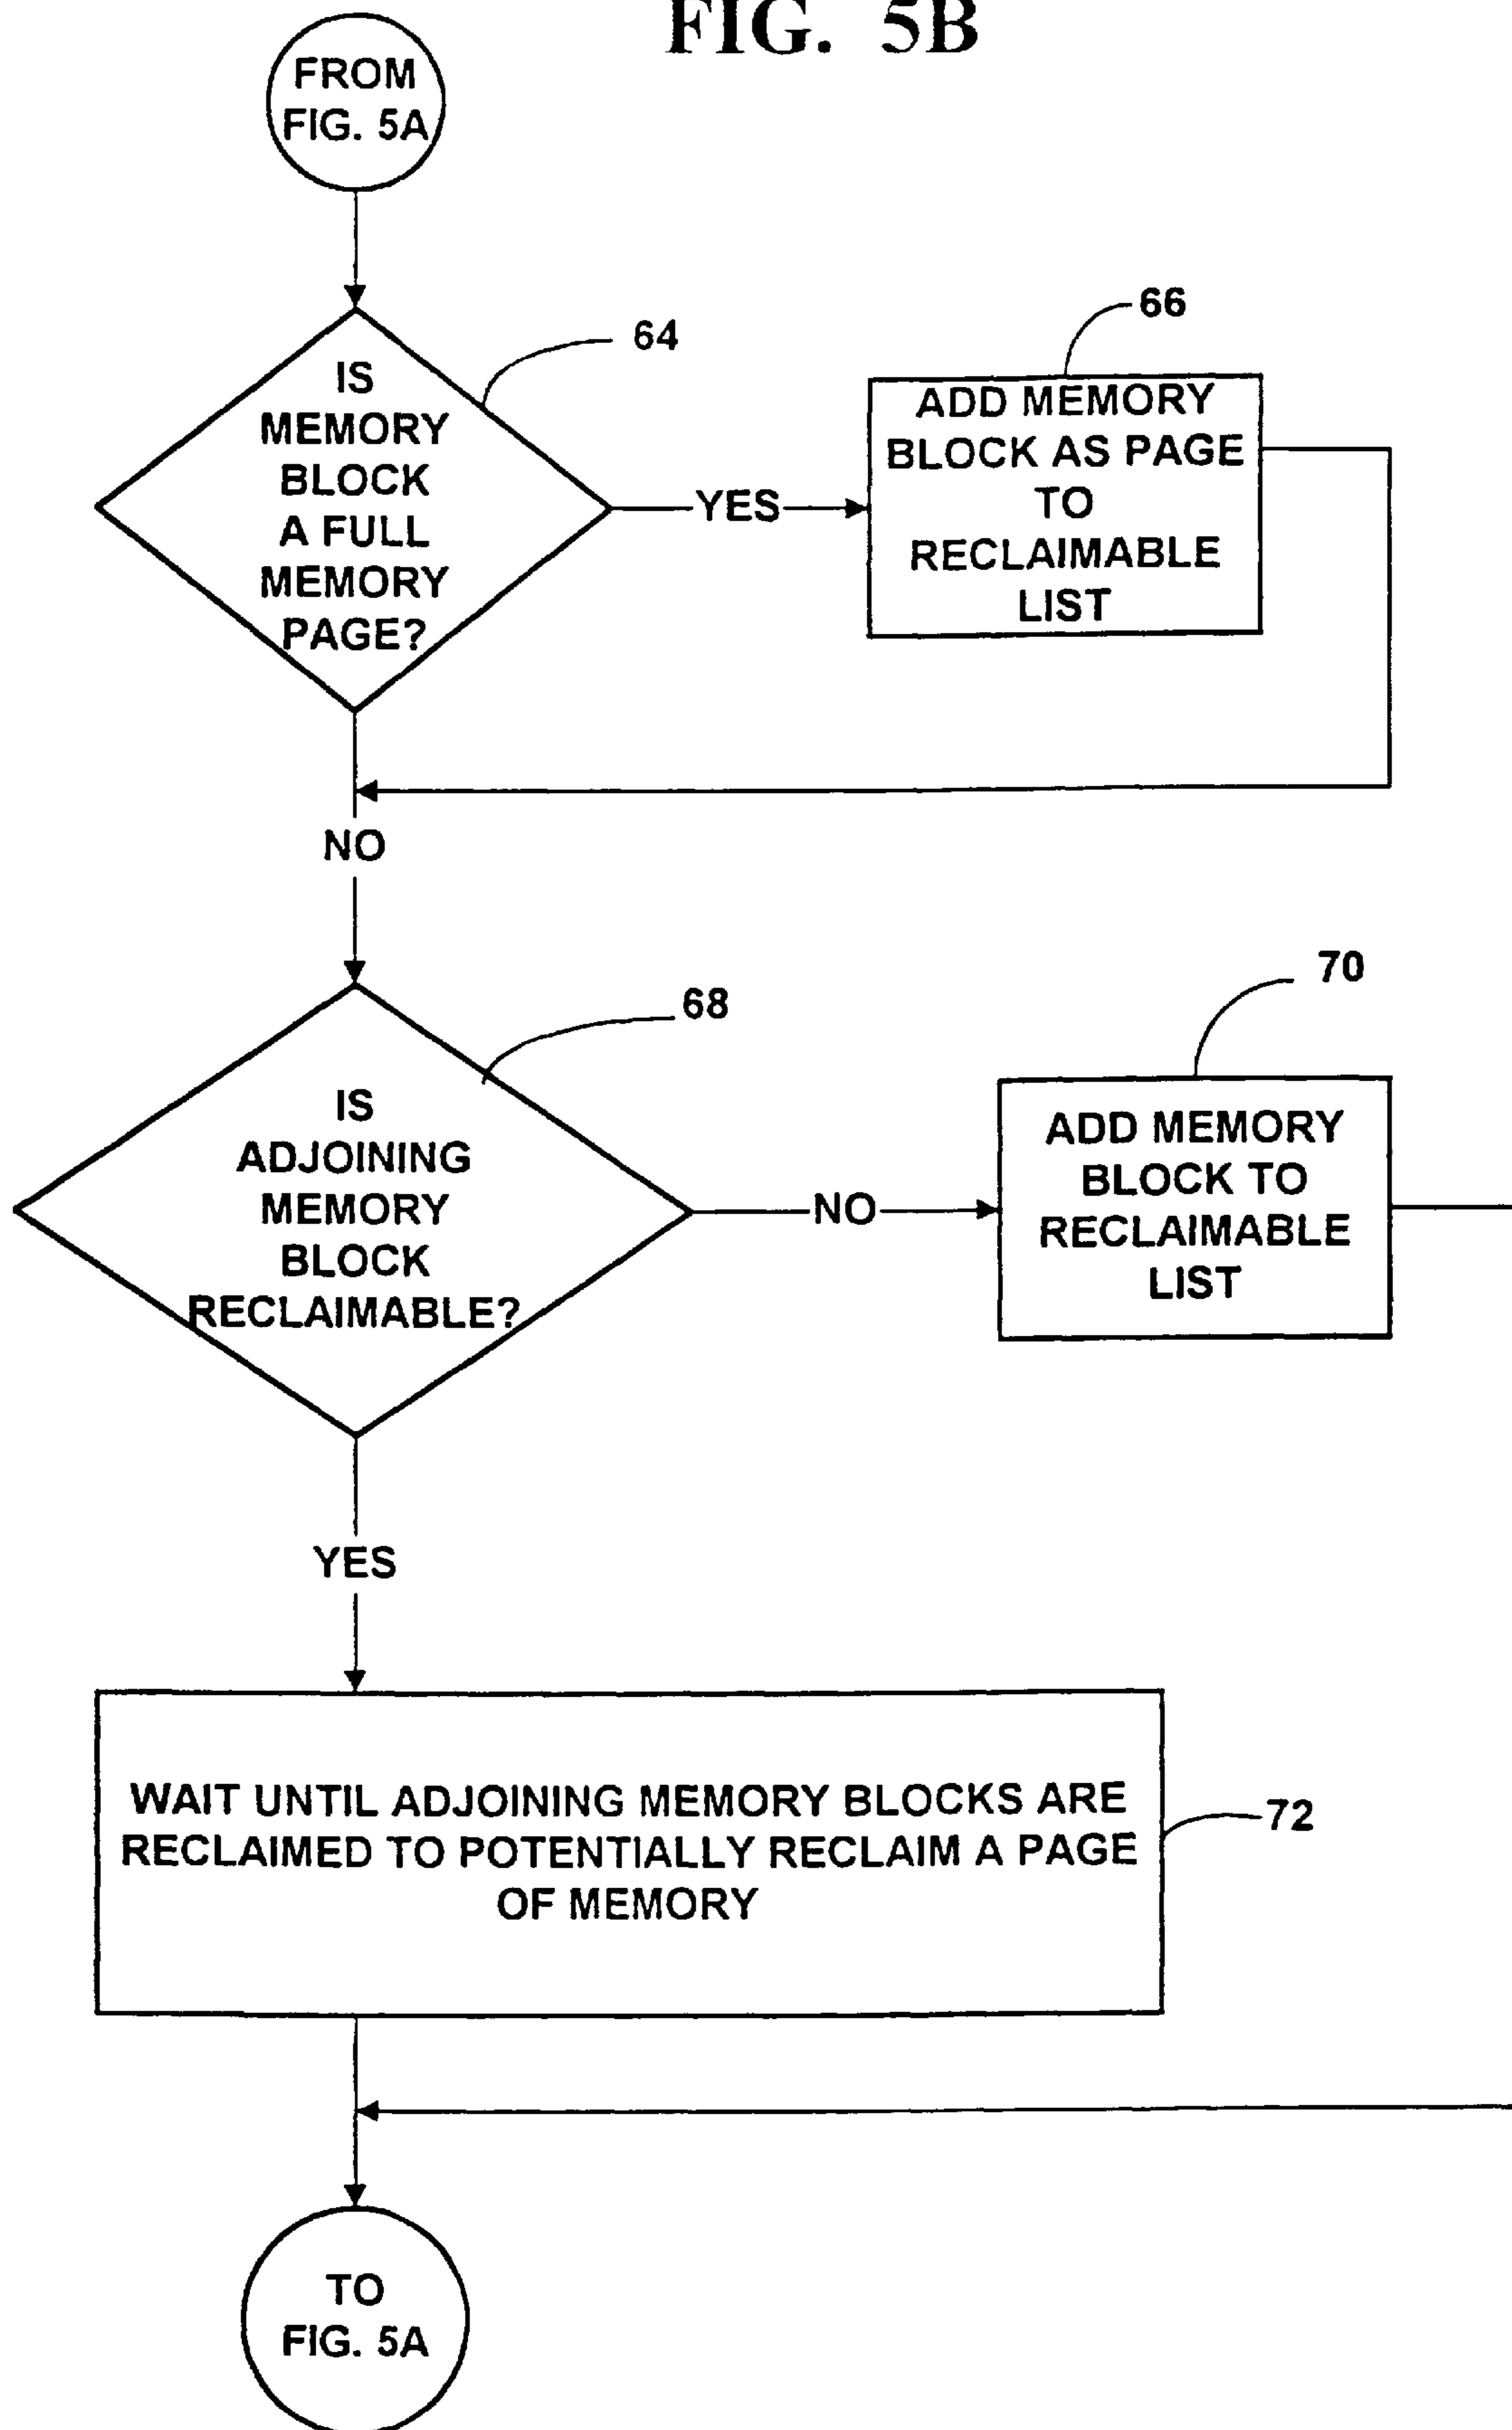 FIG. 5B
FROM
FIG. 5A
64
IS
MEMORY
BLOCK
A FULL
MEMORY
PAGE?
YES
66
ADD MEMORY
BLOCK AS PAGE
TO
RECLAIMABLE
LIST
NO
68
IS
ADJOINING
MEMORY
BLOCK
RECLAIMABLE?
NO
70
ADD MEMORY
BLOCK TO
RECLAIMABLE
LIST
YES
WAIT UNTIL ADJOINING MEMORY BLOCKS ARE
RECLAIMED TO POTENTIALLY RECLAIM A PAGE
OF MEMORY
72
TO
FIG. 5A